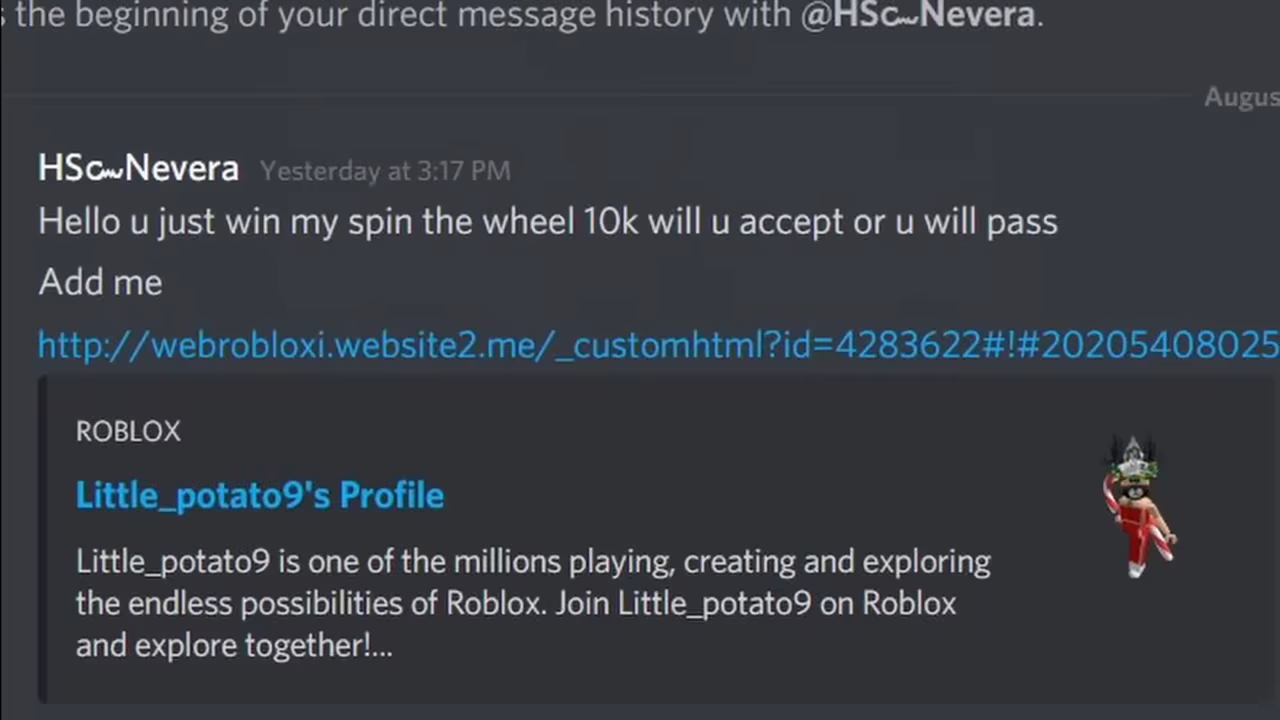 the beginning of your direct message history with @HSc Nevera.
Augus
HSc Nevera Yesterday at 3:17 PM
Hello u just win my spin the wheel 10k will u accept or u will pass
Add me
http://webrobloxi.website2.me/_customhtml?id=4283622#!#20205408025
ROBLOX
Little_potato9's Profile
Little_potato9 is one of the millions playing, creating and exploring
the endless possibilities of Roblox. Join Little_potato9 on Roblox
and explore together!...